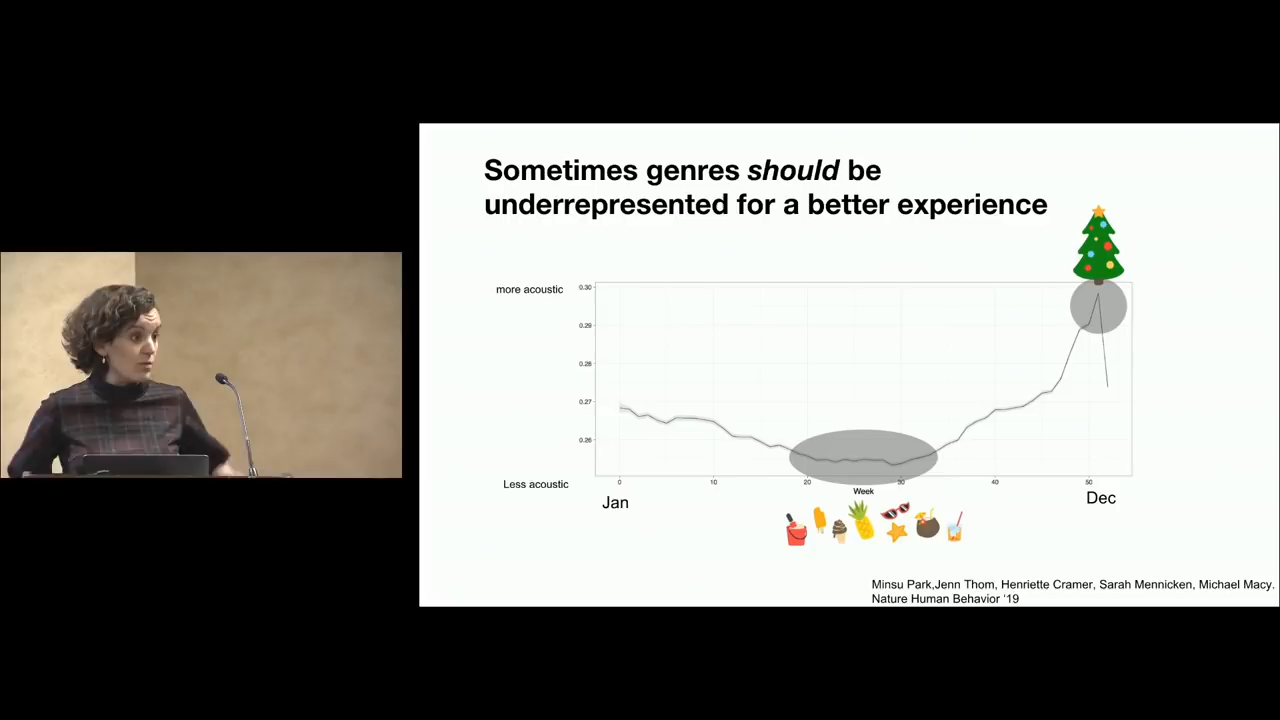 Sometimes genres should be
underrepresented for a better experience
more acoustic
0.30
0.29
0.28
0.27
0.26
Less acoustic
0 10 20 30 40 50
Week
Jan Dec
Minsu Park,Jenn Thom, Henriette Cramer, Sarah Mennicken, Michael Macy.
Nature Human Behavior ‘19